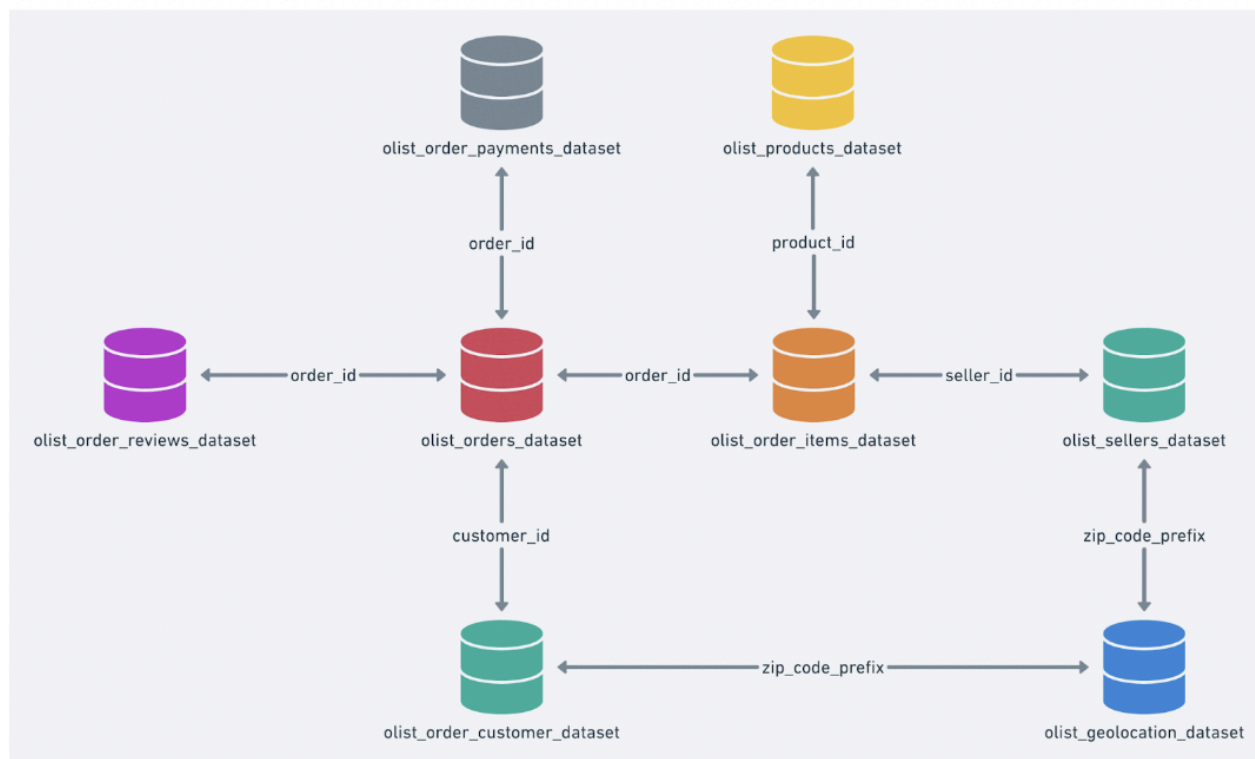 olist_order_payments_dataset
olist_products_dataset
order_id
product_id
order_id
order_id
seller_id
olist_order_reviews_dataset
olist_orders_dataset
olist_order_items_dataset
olist_sellers_dataset
customer_id
zip_code_prefix
zip_code_prefix
olist_order_customer_dataset
olist_geolocation_dataset